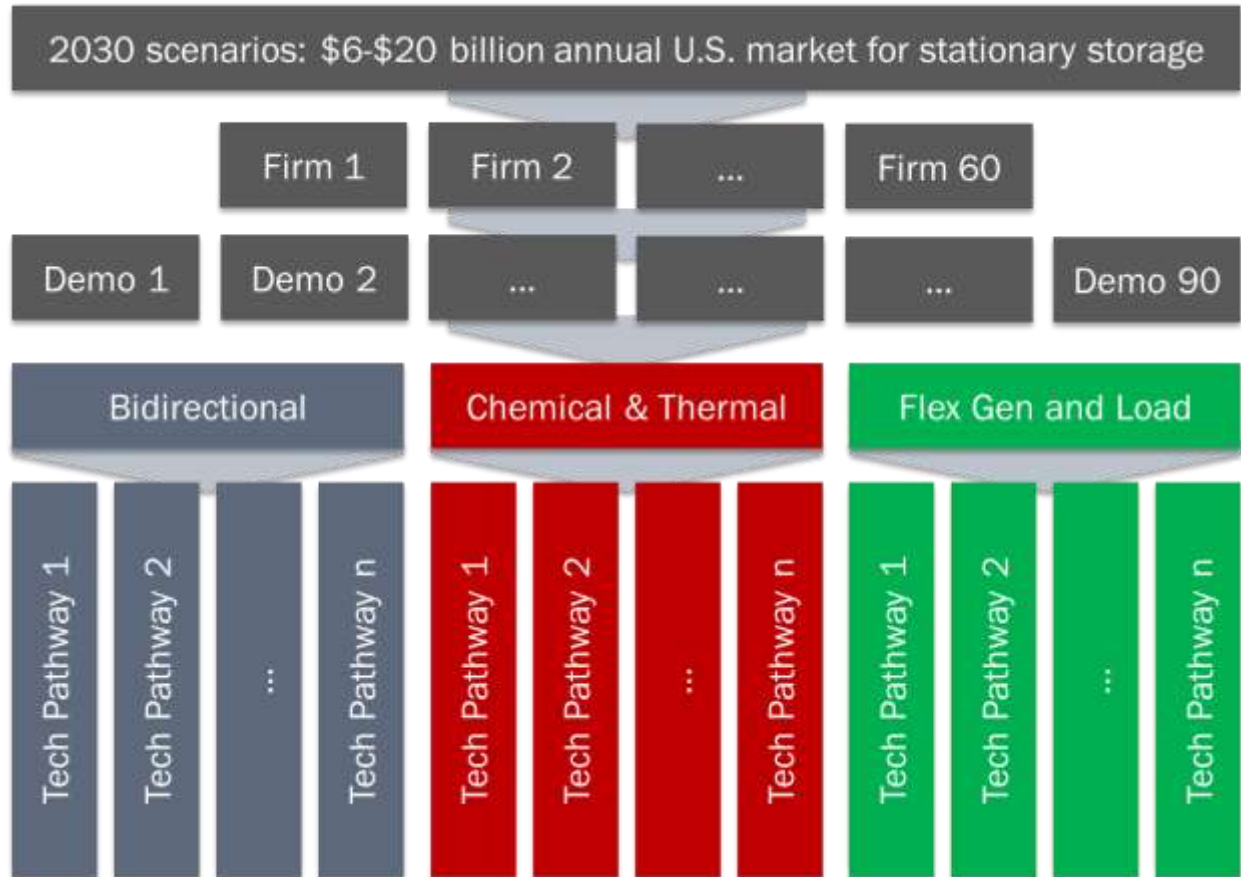 2030 scenarios: $6-$20 billion annual U.S. market for stationary storage
Firm 1
Firm 2
...
Firm 60
Demo 1
Demo 2
...
...
...
Demo 90
Bidirectional
Chemical & Thermal
Flex Gen and Load
Tech Pathway 1
Tech Pathway 2
...
Tech Pathway n
Tech Pathway 1
Tech Pathway 2
...
Tech Pathway n
Tech Pathway 1
Tech Pathway 2
...
Tech Pathway n